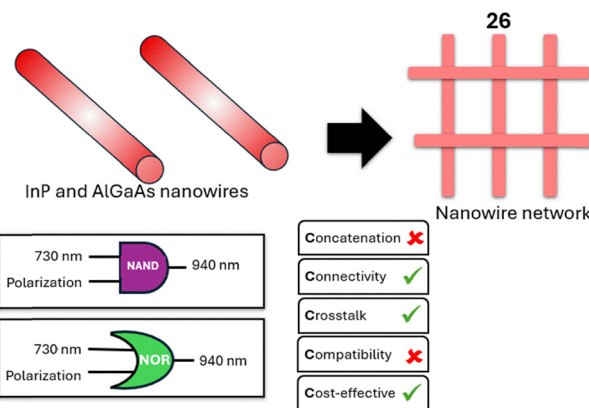 26
InP and AlGaAs nanowires
Nanowire network
730 nm
Polarization
NAND
940 nm
730 nm
Polarization
NOR
940 nm
Concatenation
Connectivity
Crosstalk
Compatibility
Cost-effective